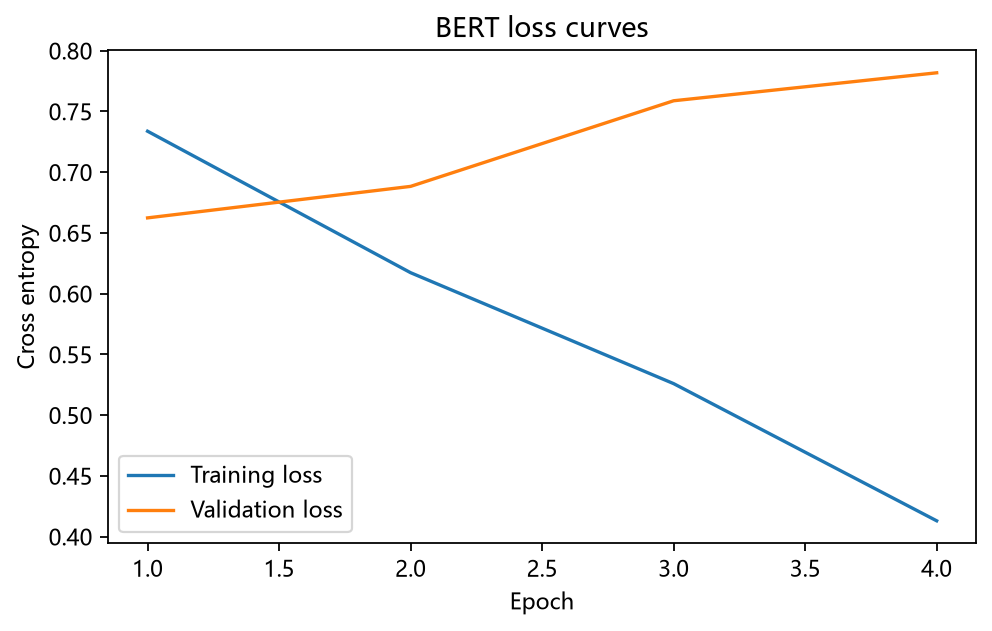 BERT loss curves
Cross entropy
0.80
0.75
0.70
0.65
0.60
0.55
0.50
0.45
0.40
Training loss
Validation loss
1.0 1.5 2.0 2.5 3.0 3.5 4.0
Epoch